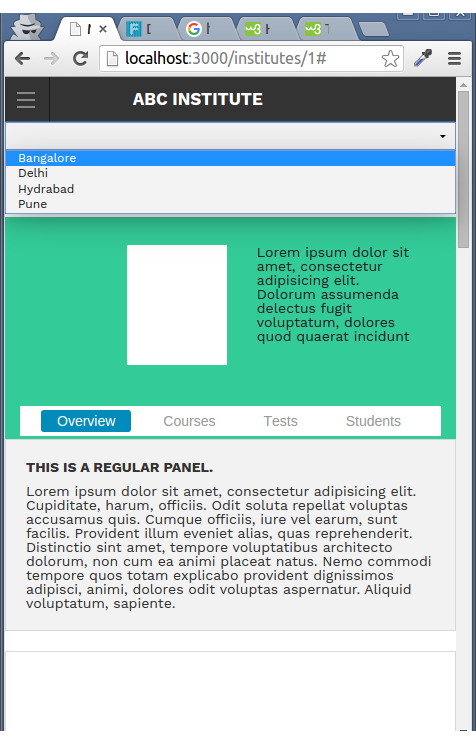 localhost:3000/institutes/1#
ABC INSTITUTE
Bangalore
Delhi
Hydrabad
Pune
Lorem ipsum dolor sit
amet, consectetur
adipisicing elit.
Dolorum assumenda
delectus fugit
voluptatum, dolores
quod quaerat incidunt
Overview Courses Tests Students
THIS IS A REGULAR PANEL.
Lorem ipsum dolor sit amet, consectetur adipisicing elit.
Cupiditate, harum, officiis. Odit soluta repellat voluptas
accusamus quis. Cumque officiis, iure vel earum, sunt
facilis. Provident illum eveniet alias, quas reprehenderit.
Distinctio sint amet, tempore voluptatibus architecto
dolorum, non cum ea animi placeat natus. Nemo commodi
tempore quos totam explicabo provident dignissimos
adipisci, animi, dolores odit voluptas aspernatur. Aliquid
voluptatum, sapiente.